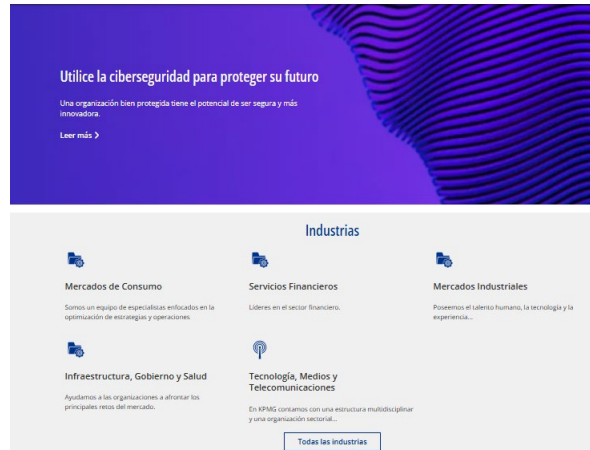 Utilice la ciberseguridad para proteger su futuro
Una organización bien protegida tiene el potencial de ser segura y más
innovadora.
Leer más >
Industrias
Mercados de Consumo
Somos un equipo de especialistas enfocados en la
optimización de estrategias y operaciones
Servicios Financieros
Líderes en el sector financiero.
Mercados Industriales
Poseemos el talento humano, la tecnología y la
experiencia...
Infraestructura, Gobierno y Salud
Ayudamos a las organizaciones a afrontar los
principales retos del mercado.
Tecnología, Medios y
Telecomunicaciones
En KPMG contamos con una estructura multidisciplinar
y una organización sectorial...
Todas las industrias